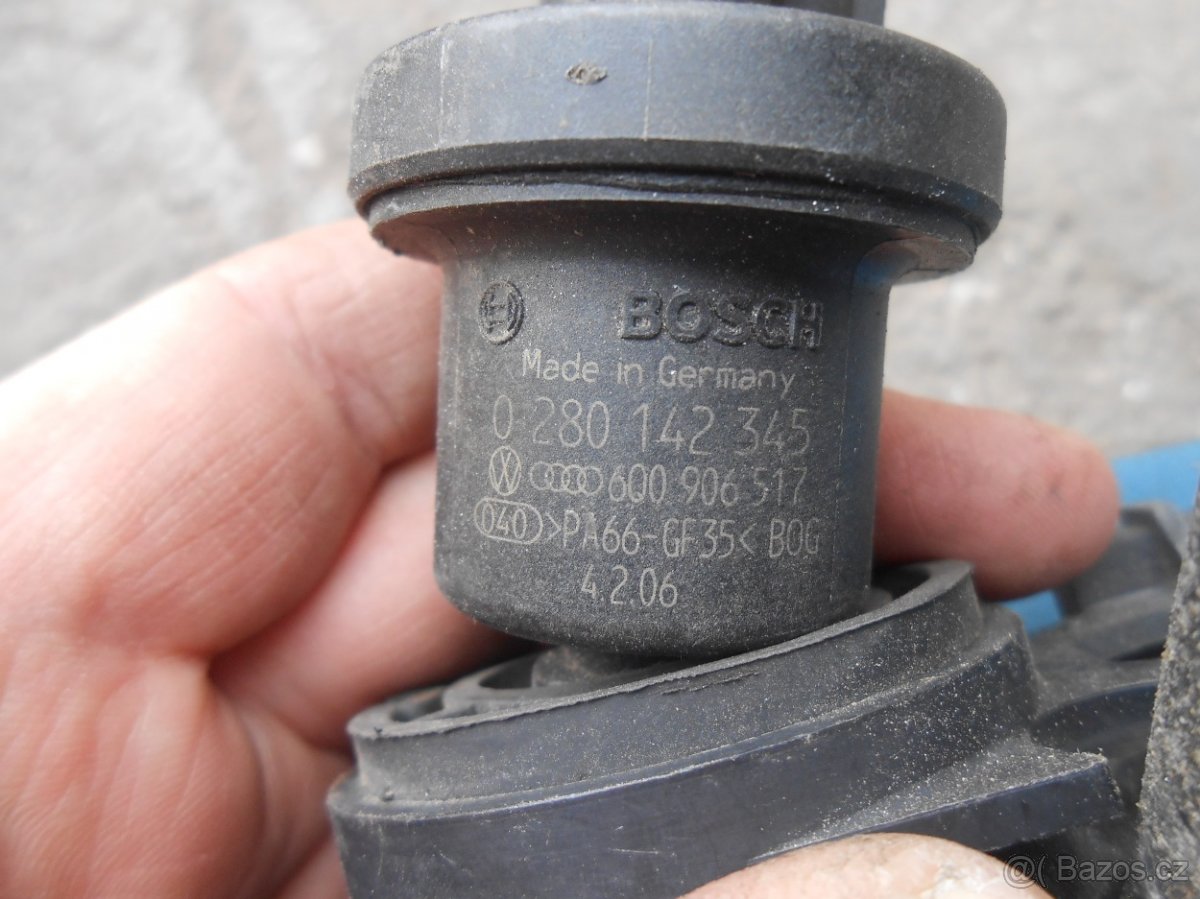 BOSCH
Made in Germany
0 280 142 345
6Q0 906 517
040 >PA66-GF35< BOG
4.2.06
@( Bazos.cz